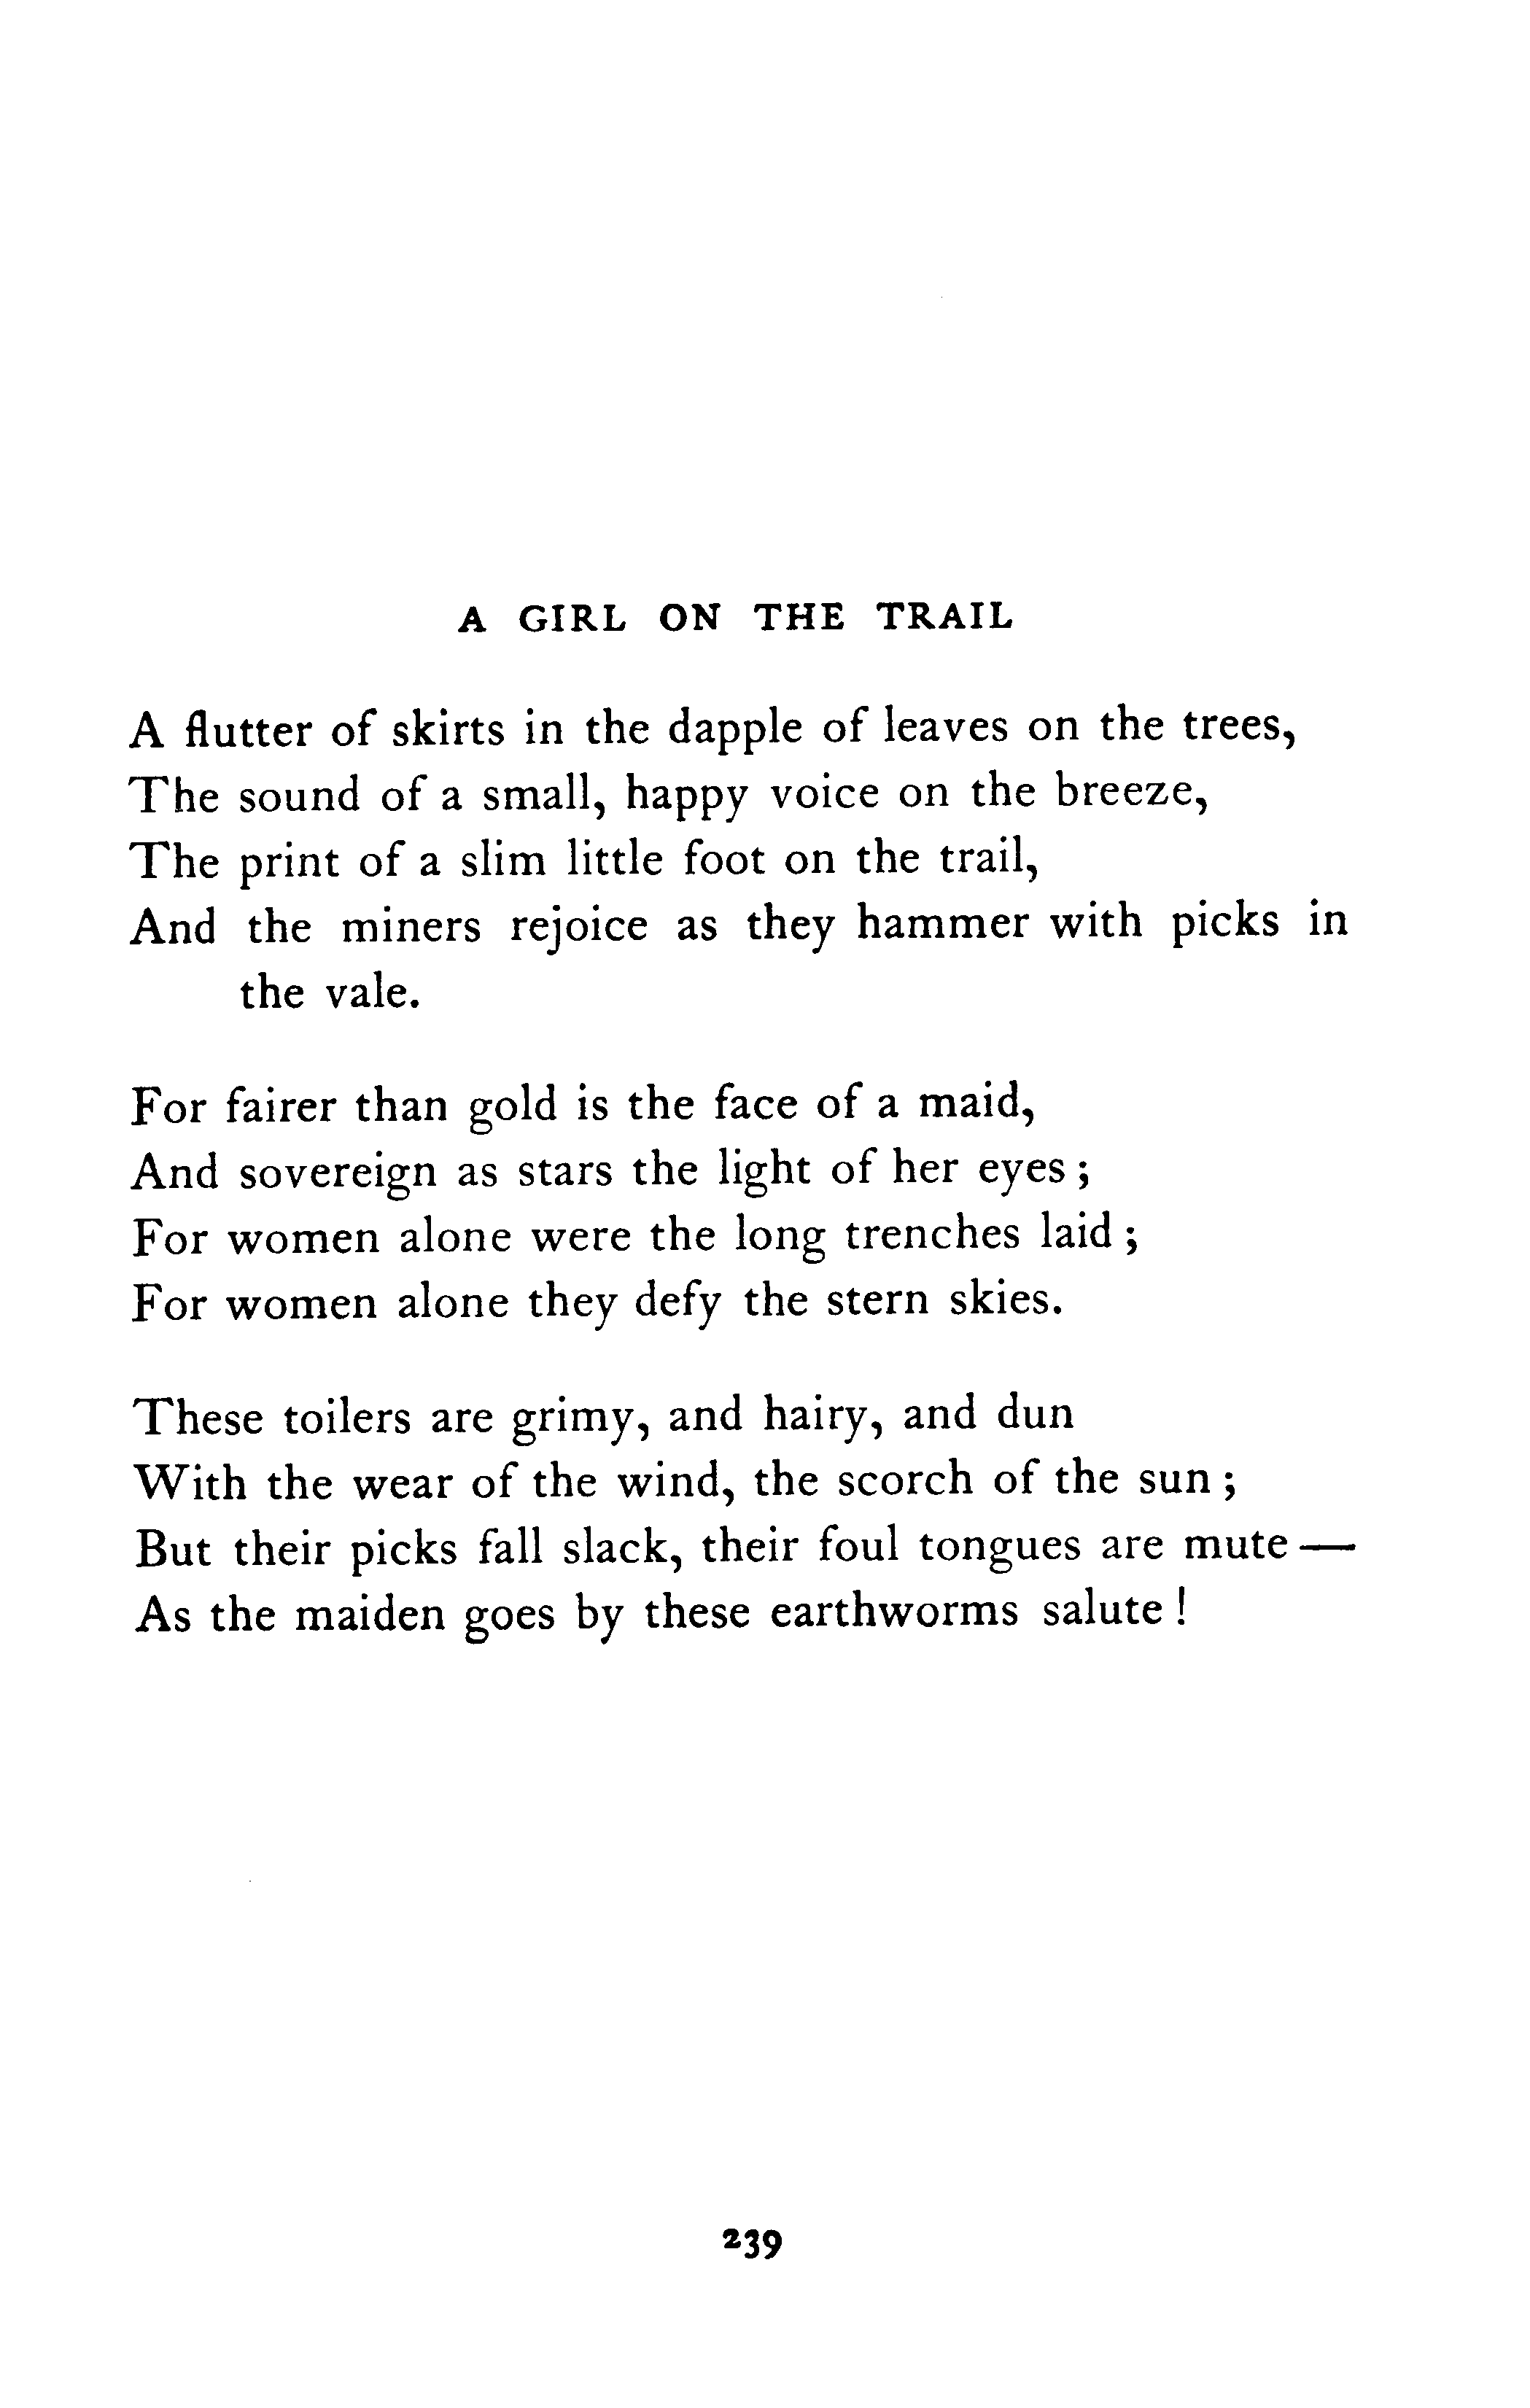 A GIRL ON THE TRAIL
A flutter of skirts in the dapple of leaves on the trees,
The sound of a small, happy voice on the breeze,
The print of a slim little foot on the trail,
And the miners rejoice as they hammer with picks in
the vale.
For fairer than gold is the face of a maid,
And sovereign as stars the light of her eyes ;
For women alone were the long trenches laid ;
For women alone they defy the stern skies.
These toilers are grimy, and hairy, and dun
With the wear of the wind, the scorch of the sun ;
But their picks fall slack, their foul tongues are mute —
As the maiden goes by these earthworms salute !
239